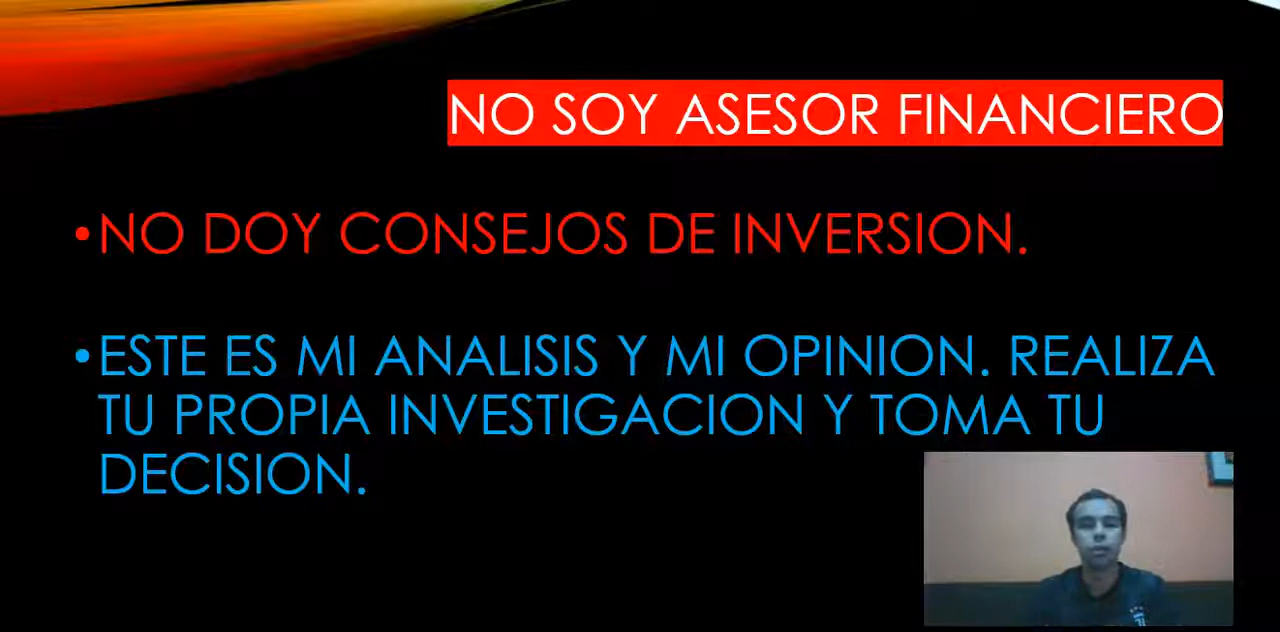 NO SOY ASESOR FINANCIERO
•NO DOY CONSEJOS DE INVERSION.
•ESTE ES MI ANALISIS Y MI OPINION. REALIZA
TU PROPIA INVESTIGACION Y TOMA TU
DECISION.